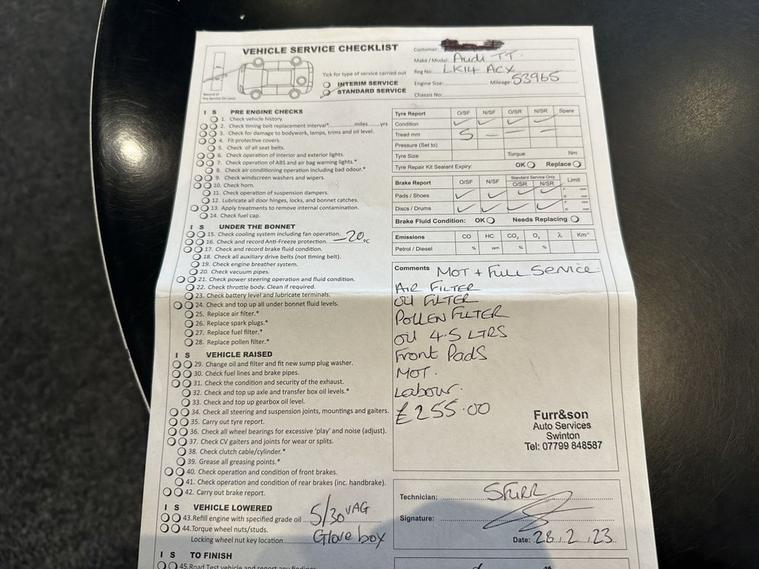 VEHICLE SERVICE CHECKLIST
Tick for type of service carried out
INTERIM SERVICE
STANDARD SERVICE
Customer:
Make / Model: Audi TT
Reg No: LK14 ACX
Engine Size: Mileage: 53965
Chassis No:
I S PRE ENGINE CHECKS
1. Check vehicle history.
2. Check timing belt replacement interval* miles yrs
3. Check for damage to bodywork, lamps, trims and oil level.
4. Fit protective covers.
5. Check of all seat belts.
6. Check operation of interior and exterior lights.
7. Check operation of ABS and air bag warning lights.*
8. Check air conditioning operation including bad odour.*
9. Check windscreen washers and wipers.
10. Check horn.
11. Check operation of suspension dampers.
12. Lubricate all door hinges, locks, and bonnet catches.
13. Apply treatments to remove internal contamination.
14. Check fuel cap.
I S UNDER THE BONNET
15. Check cooling system including fan operation.
16. Check and record Anti-Freeze protection. -20 °C
17. Check and record brake fluid condition.
18. Check all auxiliary drive belts (not timing belt).
19. Check engine breather system.
20. Check vacuum pipes.
21. Check power steering operation and fluid condition.
22. Check throttle body. Clean if required.
23. Check battery level and lubricate terminals.
24. Check and top up all under bonnet fluid levels.
25. Replace air filter.*
26. Replace spark plugs.*
27. Replace fuel filter.*
28. Replace pollen filter.*
I S VEHICLE RAISED
29. Change oil and filter and fit new sump plug washer.
30. Check fuel lines and brake pipes.
31. Check the condition and security of the exhaust.
32. Check and top up axle and transfer box oil levels.*
33. Check and top up gearbox oil level.
34. Check all steering and suspension joints, mountings and gaiters.
35. Carry out tyre report.
36. Check all wheel bearings for excessive 'play' and noise (adjust).
37. Check CV gaiters and joints for wear or splits.
38. Check clutch cable/cylinder.*
39. Grease all greasing points.*
40. Check operation and condition of front brakes.
41. Check operation and condition of rear brakes (inc. handbrake).
42. Carry out brake report.
I S VEHICLE LOWERED
43. Refill engine with specified grade oil 5/30 VAG
44. Torque wheel nuts/studs.
Locking wheel nut key location Glove box
I S TO FINISH
45. Road Test vehicle and report any findings
Tyre Report O/SF N/SF O/SR N/SR Spare
Condition
Tread mm 5
Pressure (Set to)
Tyre Size Torque Nm
Tyre Repair Kit Sealant Expiry: OK Replace
Brake Report O/SF N/SF Standard Service Only O/SR N/SR Limit
Pads / Shoes
Discs / Drums
Brake Fluid Condition: OK Needs Replacing
Emissions CO HC CO2 O2 λ Km
Petrol / Diesel % ppm % %
Comments MOT + Full Service
AIR FILTER
OIL FILTER
POLLEN FILTER
OIL 4.5 LTRS
Front Pads
MOT.
Labour.
£255.00
Furr&son
Auto Services
Swinton
Tel: 07799 848587
Technician: S FURR
Signature:
Date: 28.2.23